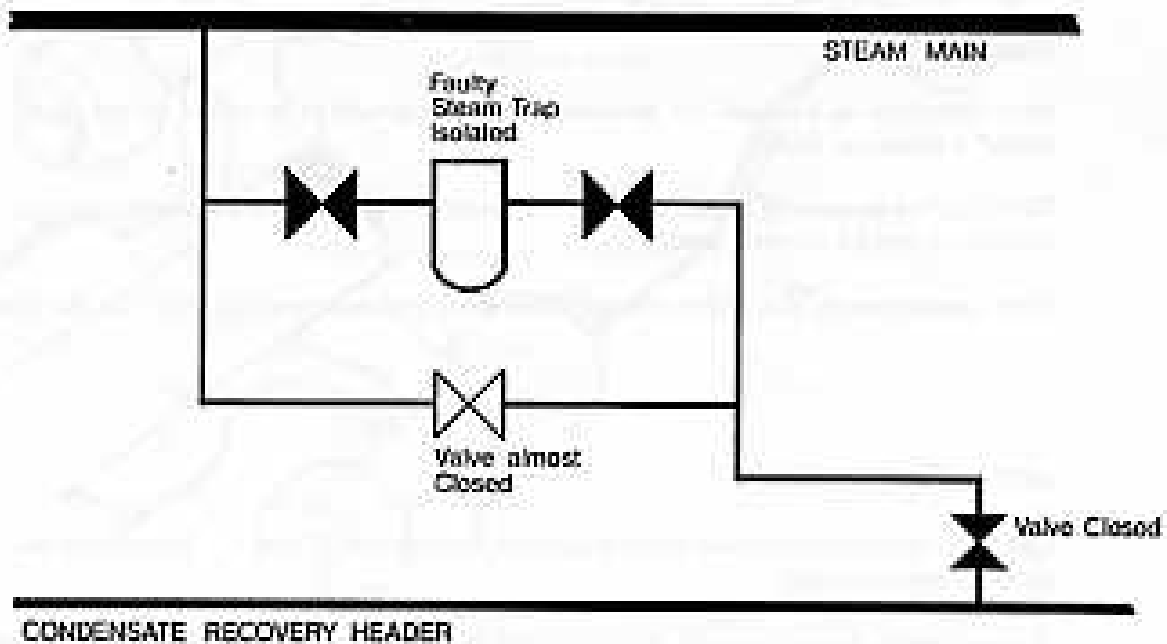 STEAM MAIN
Faulty
Steam Trap
Isolated
Valve almost
Closed
Valve Closed
CONDENSATE RECOVERY HEADER